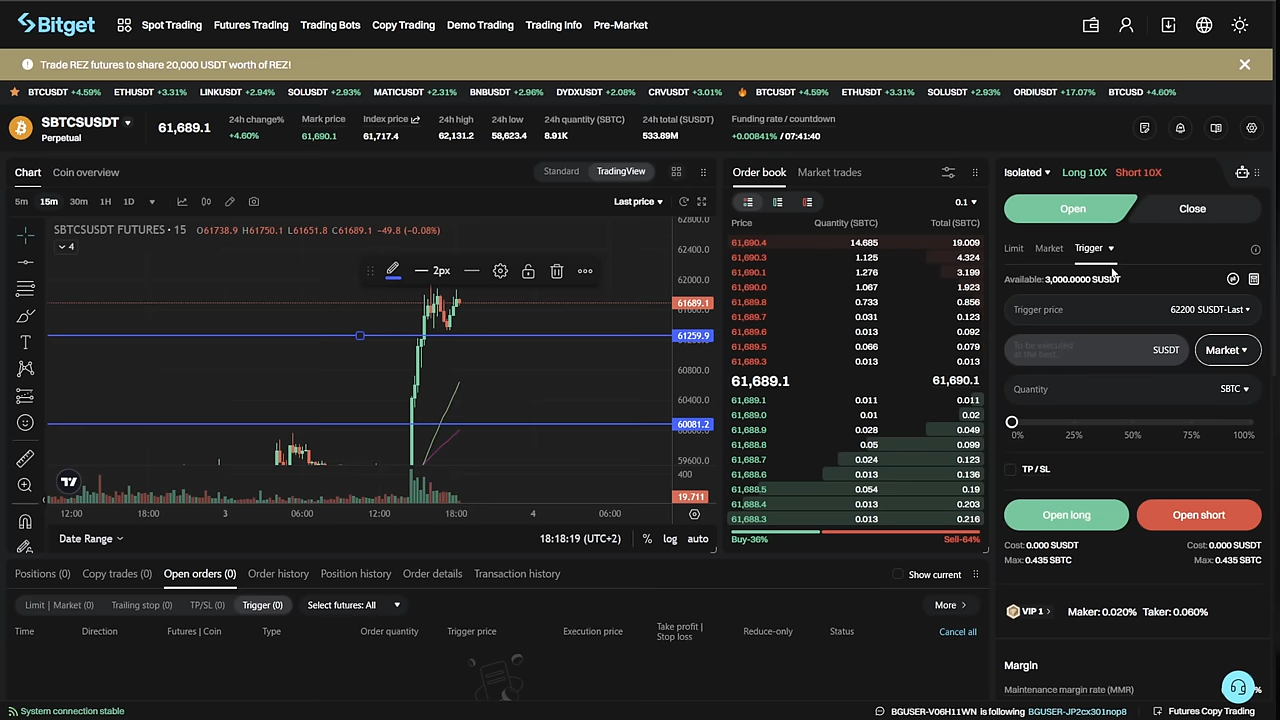 Bitget Spot Trading Futures Trading Trading Bots Copy Trading Demo Trading Trading Info Pre-Market
Trade REZ futures to share 20,000 USDT worth of REZ!
BTCUSDT +4.59% ETHUSDT +3.31% LINKUSDT +2.94% SOLUSDT +2.93% MATICUSDT +2.31% BNBUSDT +2.96% DYDXUSDT +2.08% CRVUSDT +3.01% BTCUSDT +4.59% ETHUSDT +3.31% SOLUSDT +2.93% ORDIUSDT +17.07% BTCUSD +4.60%
SBTCSUSDT
Perpetual
61,689.1
24h change%
+4.60%
Mark price
61,690.1
Index price
61,717.4
24h high
62,131.2
24h low
58,623.4
24h quantity (SBTC)
8.91K
24h total (SUSDT)
533.89M
Funding rate / countdown
+0.00841% / 07:41:40
Chart Coin overview Standard TradingView
5m 15m 30m 1H 1D Last price
SBTCSUSDT FUTURES • 15 O61738.9 H61750.1 L61651.8 C61689.1 -49.8 (-0.08%)
4
2px
62800.0
62400.0
62000.0
61689.1
61259.9
60800.0
60400.0
60081.2
59600.0
400
19.711
12:00 18:00 3 06:00 12:00 18:00 4 06:00
Date Range 18:18:19 (UTC+2) % log auto
Order book Market trades
0.1
Price Quantity (SBTC) Total (SBTC)
61,690.4 14.685 19.009
61,690.3 1.125 4.324
61,690.1 1.276 3.199
61,690.0 1.067 1.923
61,689.8 0.733 0.856
61,689.7 0.031 0.123
61,689.6 0.013 0.092
61,689.5 0.066 0.079
61,689.3 0.013 0.013
61,689.1 61,690.1
61,689.1 0.011 0.011
61,689.0 0.01 0.02
61,688.9 0.028 0.049
61,688.8 0.05 0.099
61,688.7 0.024 0.123
61,688.6 0.013 0.136
61,688.5 0.054 0.19
61,688.4 0.013 0.203
61,688.3 0.013 0.216
Buy-36% Sell-64%
Isolated Long 10X Short 10X
Open Close
Limit Market Trigger
Available: 3,000.0000 SUSDT
Trigger price 62200 SUSDT-Last
To be executed
at the best.
SUSDT Market
Quantity SBTC
0% 25% 50% 75% 100%
TP / SL
Open long Open short
Cost: 0.000 SUSDT Cost: 0.000 SUSDT
Max: 0.435 SBTC Max: 0.435 SBTC
VIP 1 Maker: 0.020% Taker: 0.060%
Margin
Maintenance margin rate (MMR) %
Positions (0) Copy trades (0) Open orders (0) Order history Position history Order details Transaction history Show current
Limit | Market (0) Trailing stop (0) TP/SL (0) Trigger (0) Select futures: All More
Time Direction Futures | Coin Type Order quantity Trigger price Execution price Take profit | Stop loss Reduce-only Status Cancel all
System connection stable BGUSER-V06H11WN is following BGUSER-JP2cx301nop8 Futures Copy Trading